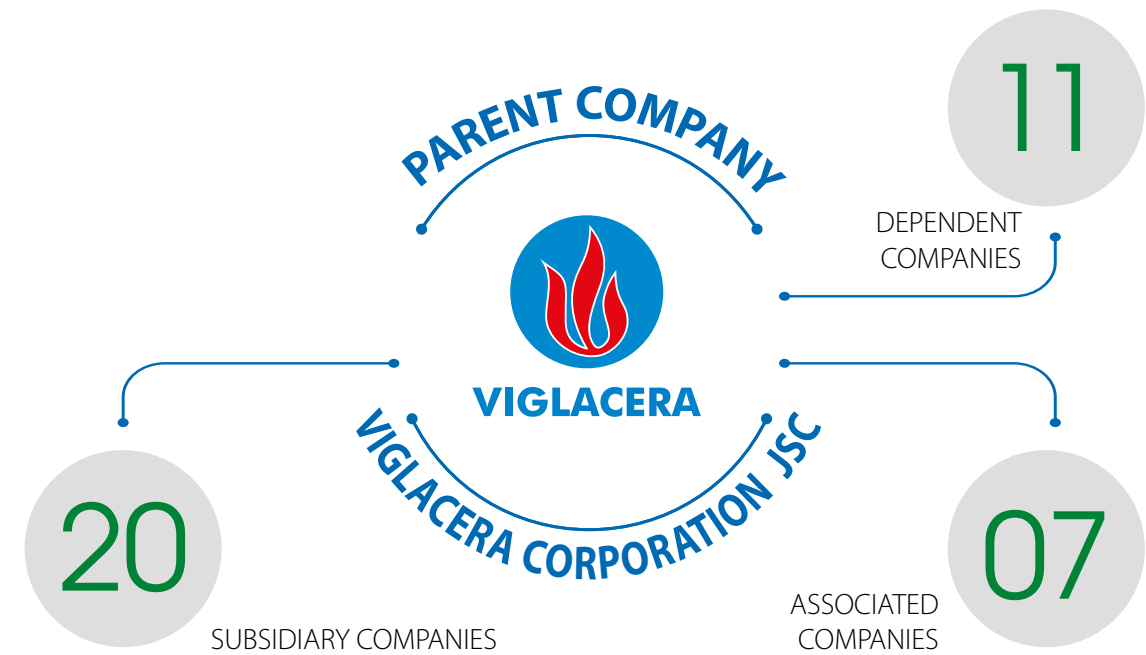 PARENT COMPANY
11
DEPENDENT
COMPANIES
VIGLACERA
VIGLACERA CORPORATION JSC
20
SUBSIDIARY COMPANIES
07
ASSOCIATED
COMPANIES